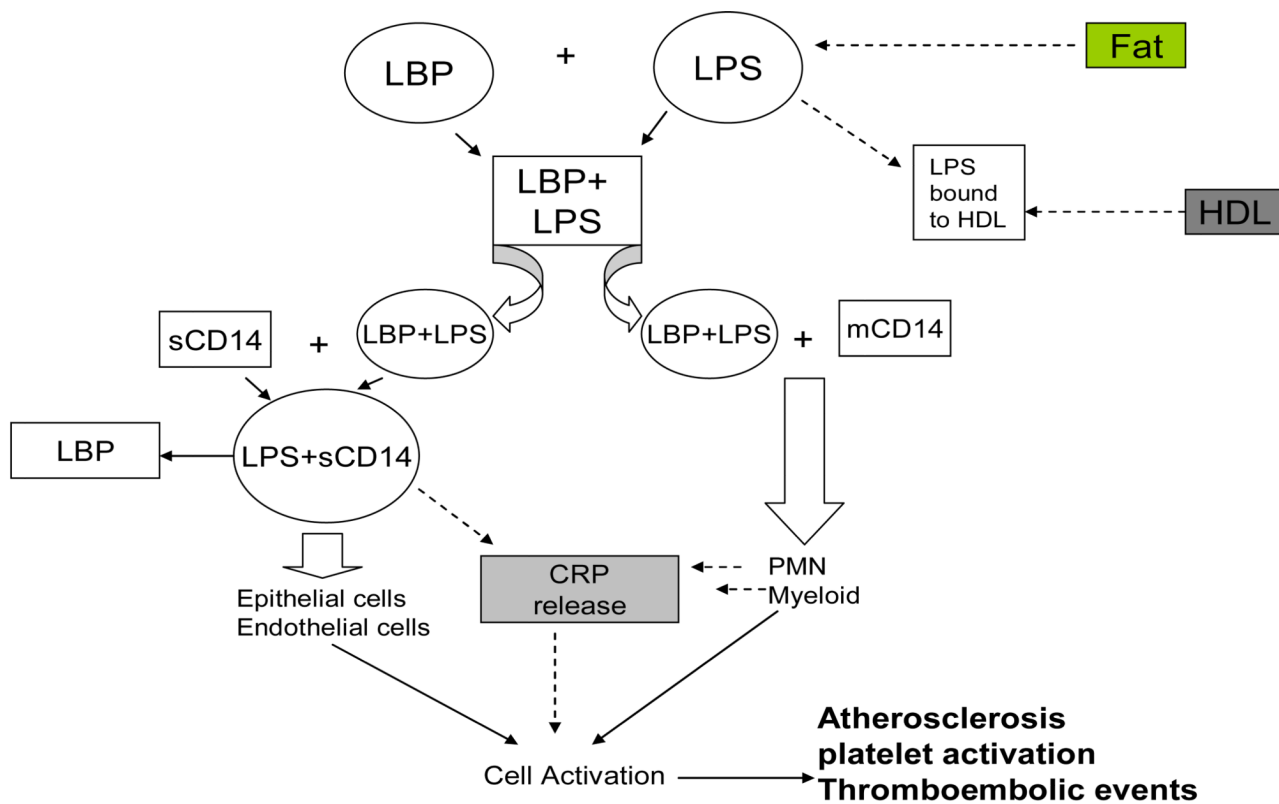 LBP
+
LPS
Fat
LBP+
LPS
LPS
bound
to HDL
HDL
sCD14
+
LBP+LPS
LBP+LPS
+
mCD14
LBP
LPS+sCD14
CRP
release
PMN
Myeloid
Epithelial cells
Endothelial cells
Cell Activation
Atherosclerosis
platelet activation
Thromboembolic events